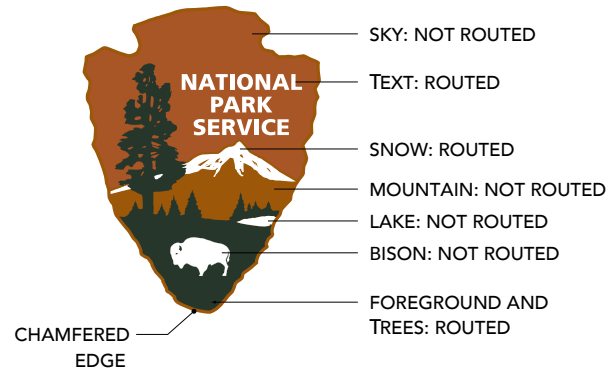 SKY: NOT ROUTED
TEXT: ROUTED
NATIONAL
PARK
SERVICE
SNOW: ROUTED
MOUNTAIN: NOT ROUTED
LAKE: NOT ROUTED
BISON: NOT ROUTED
FOREGROUND AND
TREES: ROUTED
CHAMFERED
EDGE